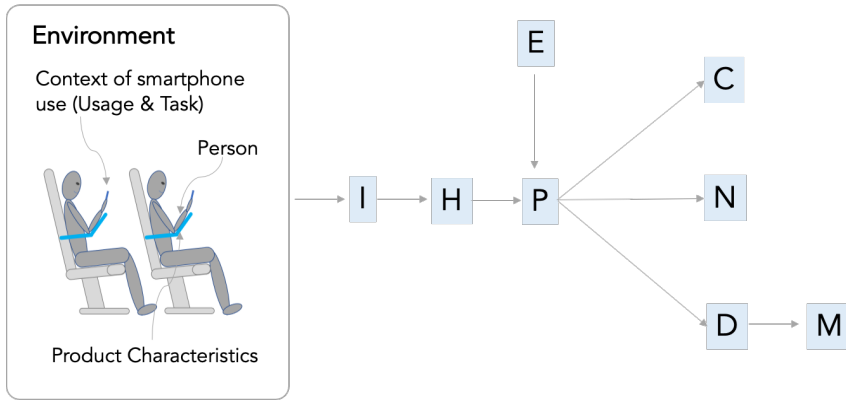 Environment
Context of smartphone
use (Usage & Task)
Person
Product Characteristics
E
C
I
H
P
N
D
M